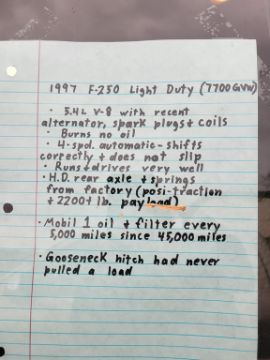 1997 F-250 Light Duty (7700 GVW)
• 5.4L V-8 with recent
alternator, spark plugs + coils
• Burns no oil
• 4-spd. automatic - shifts
correctly + does not slip
• Runs + drives very well
• H.D. rear axle + springs
from factory (posi-traction
+ 2200+ lb. payload)
• Mobil 1 oil + filter every
5,000 miles since 45,000 miles
• Gooseneck hitch had never
pulled a load